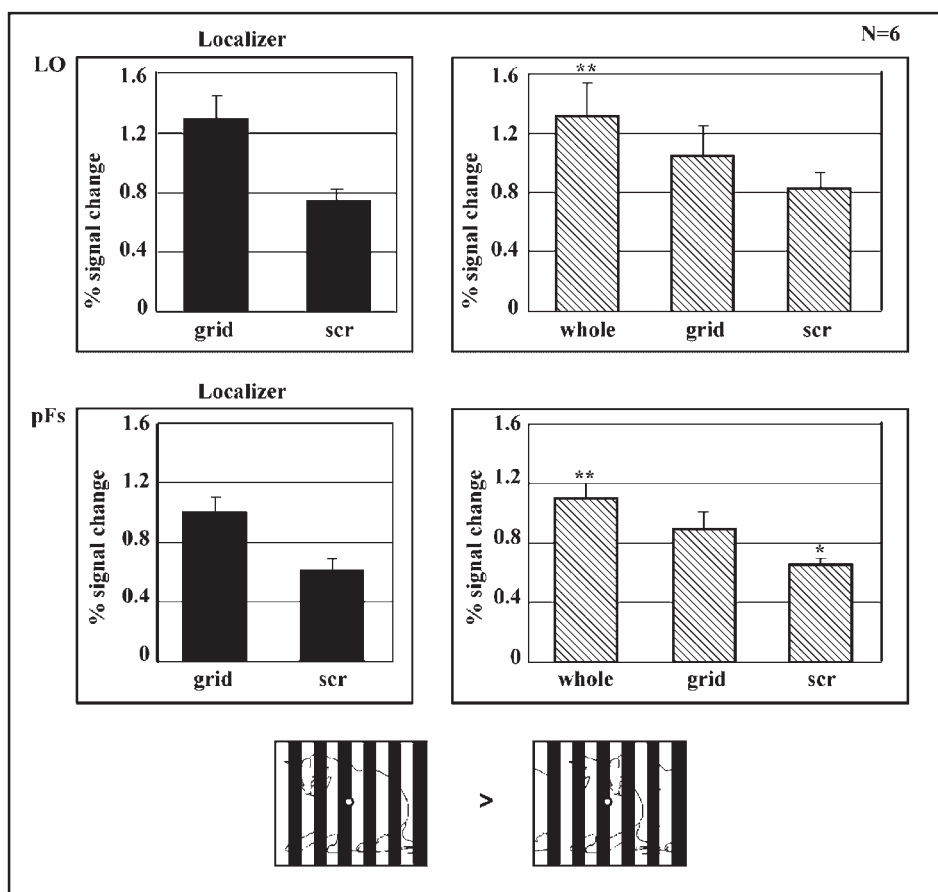 N=6
Localizer
LO
% signal change
1.6
1.2
0.8
0.4
0
grid scr
% signal change
1.6
**
1.2
0.8
0.4
0
whole grid scr
Localizer
pFs
% signal change
1.6
1.2
0.8
0.4
0
grid scr
% signal change
1.6
1.2
**
0.8
*
0.4
0
whole grid scr
>